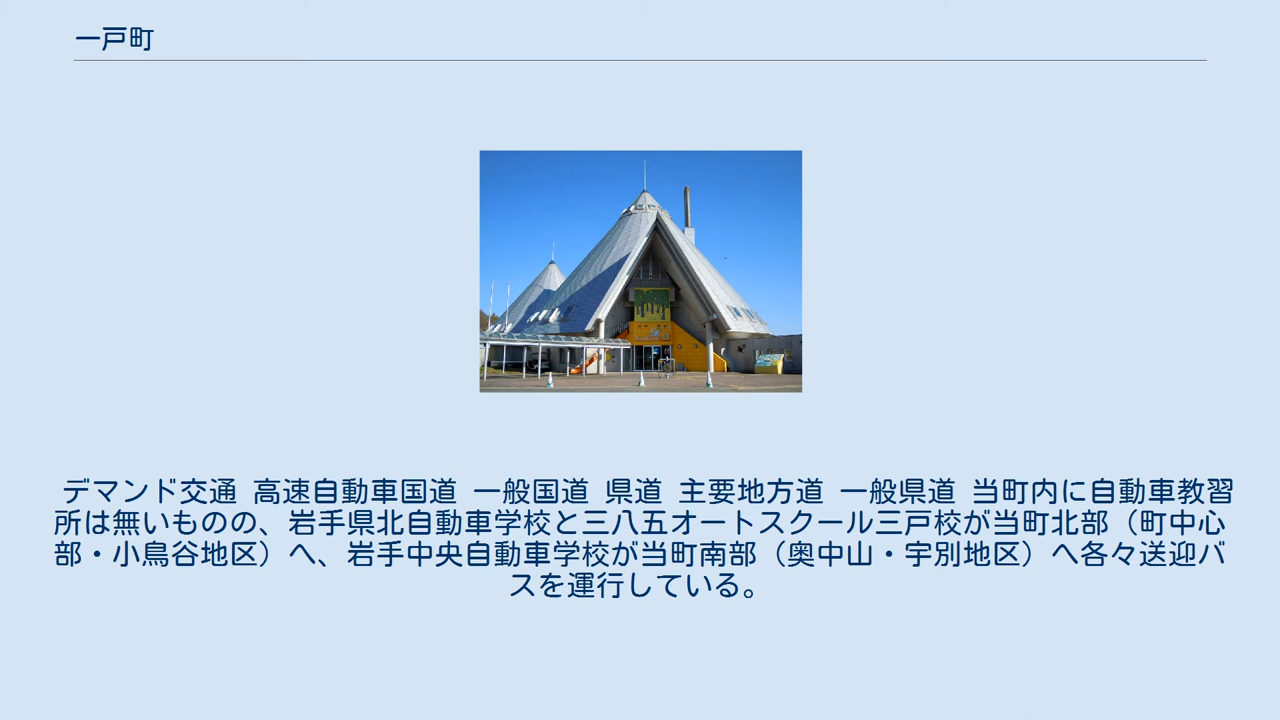 一戸町
デマンド交通 高速自動車国道 一般国道 県道 主要地方道 一般県道 当町内に自動車教習
所は無いものの、岩手県北自動車学校と三八五オートスクール三戸校が当町北部（町中心
部・小鳥谷地区）へ、岩手中央自動車学校が当町南部（奥中山・宇別地区）へ各々送迎バ
スを運行している。